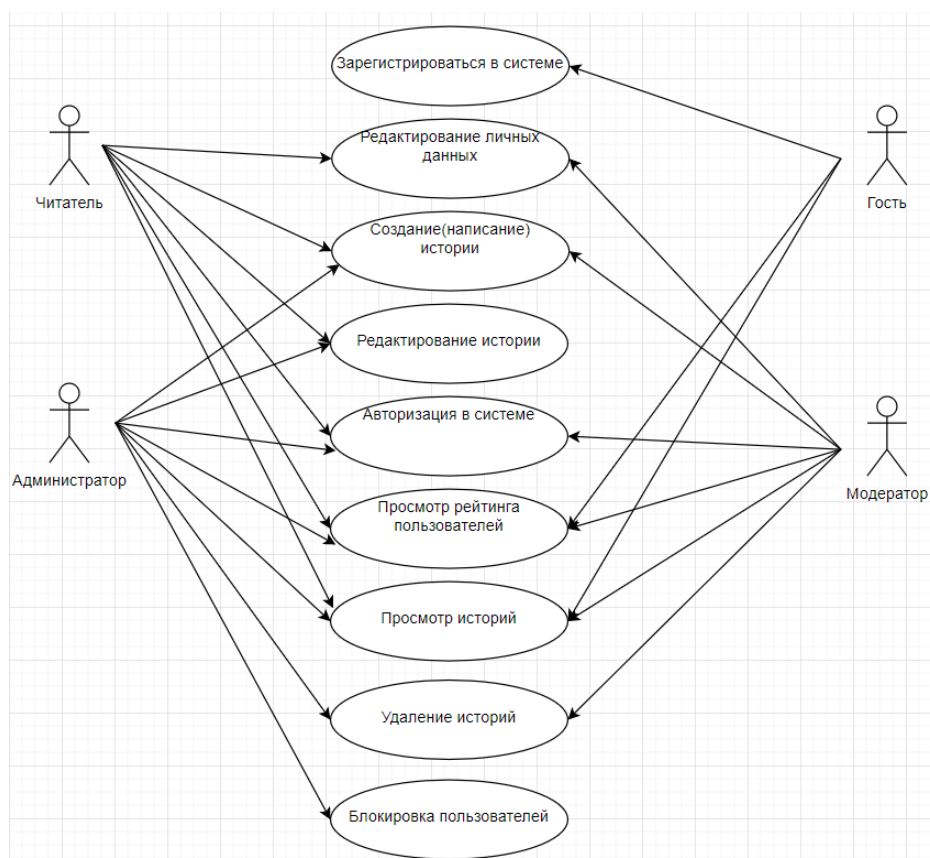 Зарегистрироваться в системе
Редактирование личных
данных
Читатель
Гость
Создание(написание)
истории
Редактирование истории
Авторизация в системе
Администратор
Модератор
Просмотр рейтинга
пользователей
Просмотр историй
Удаление историй
Блокировка пользователей